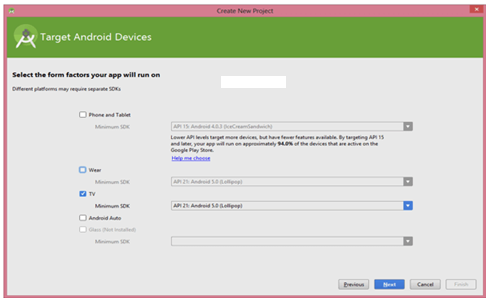 Create New Project
Target Android Devices
Select the form factors your app will run on
Different platforms may require separate SDKs
Phone and Tablet
Minimum SDK
API 15: Android 4.0.3 (IceCreamSandwich)
Lower API levels target more devices, but have fewer features available. By targeting API 15
and later, your app will run on approximately 94.0% of the devices that are active on the
Google Play Store.
Help me choose
Wear
Minimum SDK
API 21: Android 5.0 (Lollipop)
TV
Minimum SDK
API 21: Android 5.0 (Lollipop)
Android Auto
Glass (Not Installed)
Minimum SDK
Previous
Next
Cancel
Finish